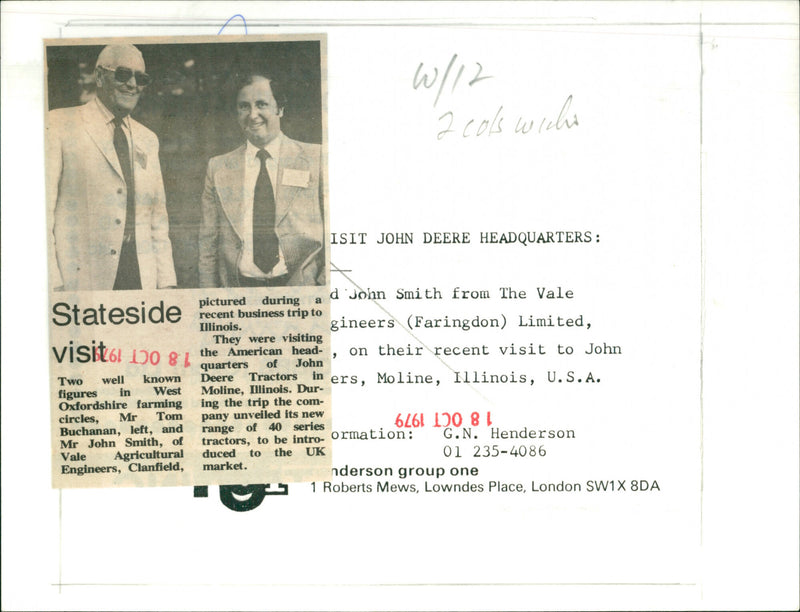 W/12
2 cols wide
Stateside
visit
Two well known
figures in West
Oxfordshire farming
circles, Mr Tom
Buchanan, left, and
Mr John Smith, of
Vale Agricultural
Engineers, Clanfield,
pictured during a
recent business trip to
Illinois.
They were visiting
the American head-
quarters of John
Deere Tractors in
Moline, Illinois. Dur-
ing the trip the com-
pany unveiled its new
range of 40 series
tractors, to be intro-
duced to the UK
market.
18 OCT 1979
ISIT JOHN DEERE HEADQUARTERS:
d John Smith from The Vale
gineers (Faringdon) Limited,
, on their recent visit to John
ers, Moline, Illinois, U.S.A.
18 OCT 1979
ormation: G.N. Henderson
01 235-4086
nderson group one
1 Roberts Mews, Lowndes Place, London SW1X 8DA